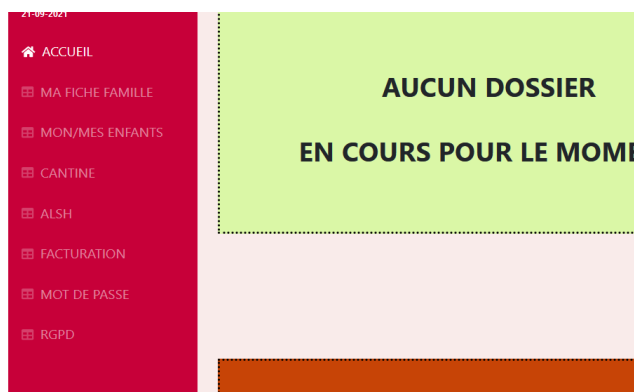 21-09-2021
ACCUEIL
MA FICHE FAMILLE
MON/MES ENFANTS
CANTINE
ALSH
FACTURATION
MOT DE PASSE
RGPD
AUCUN DOSSIER
EN COURS POUR LE MOME